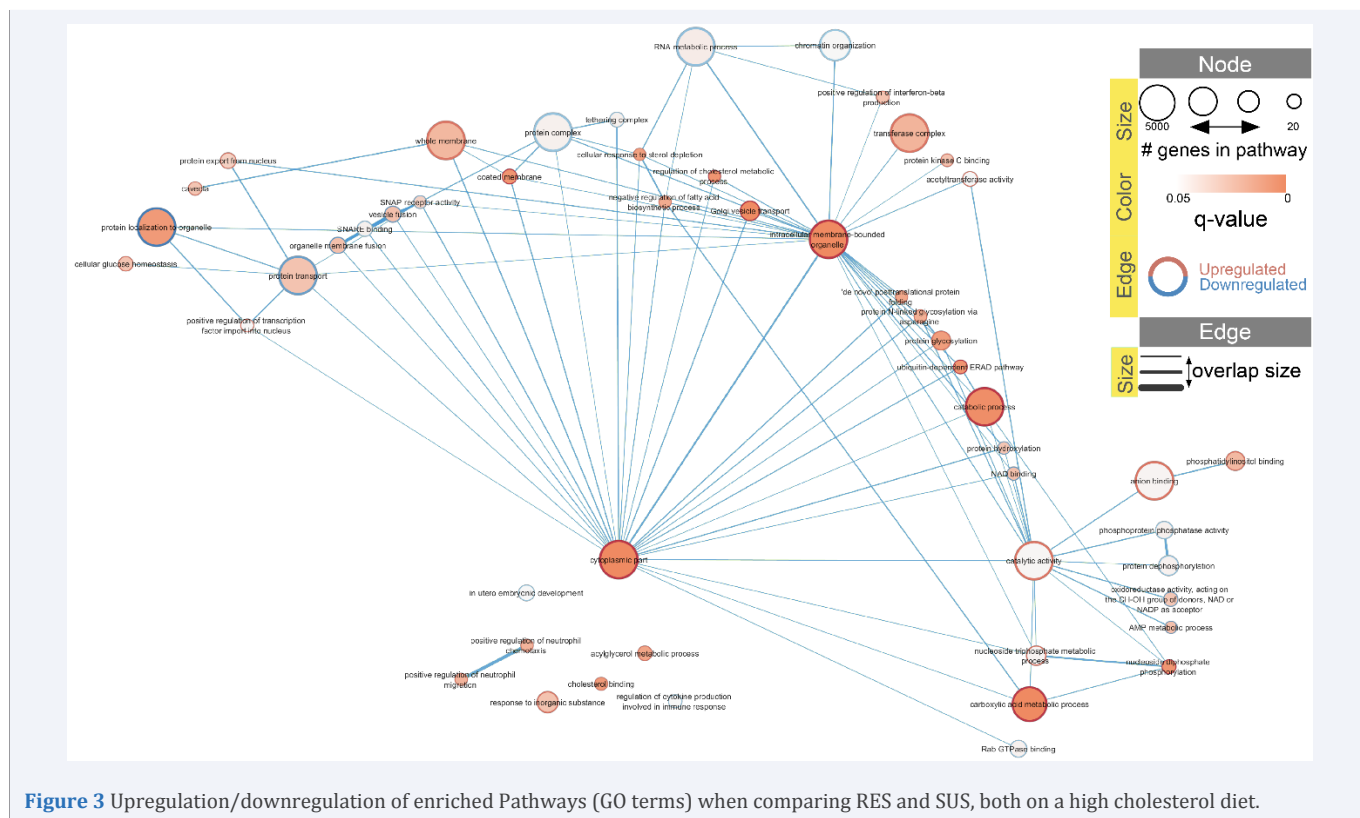 RNA metabolic process
chromatin organization
positive regulation of interferon-beta
production
tethering complex
protein complex
transferase complex
whole membrane
cellular response to sterol depletion
protein export from nucleus
protein kinase C binding
regulation of cholesterol metabolic
process
coated membrane
acetyltransferase activity
caveola
SNAP receptor activity
negative regulation of fatty acid
biosynthetic process
vesicle fusion
Golgi vesicle transport
protein localization to organelle
SNARE binding
intracellular membrane-bounded
organelle
organelle membrane fusion
cellular glucose homeostasis
protein transport
'de novo' posttranslational protein
folding
protein N-linked glycosylation via
asparagine
positive regulation of transcription
factor import into nucleus
protein glycosylation
ubiquitin-dependent ERAD pathway
catabolic process
protein hydroxylation
NAD binding
phosphatidylinositol binding
anion binding
phosphoprotein phosphatase activity
cytoplasmic part
catalytic activity
protein dephosphorylation
in utero embryonic development
oxidoreductase activity, acting on
the CH-OH group of donors, NAD or
NADP as acceptor
AMP metabolic process
positive regulation of neutrophil
chemotaxis
acylglycerol metabolic process
nucleoside triphosphate metabolic
process
nucleoside diphosphate
phosphorylation
positive regulation of neutrophil
migration
cholesterol binding
response to inorganic substance
regulation of cytokine production
involved in immune response
carboxylic acid metabolic process
Rab GTPase binding
Node
Size
5000
20
# genes in pathway
Color
0.05
0
q-value
Edge
Upregulated
Downregulated
Edge
Size
overlap size
Figure 3 Upregulation/downregulation of enriched Pathways (GO terms) when comparing RES and SUS, both on a high cholesterol diet.